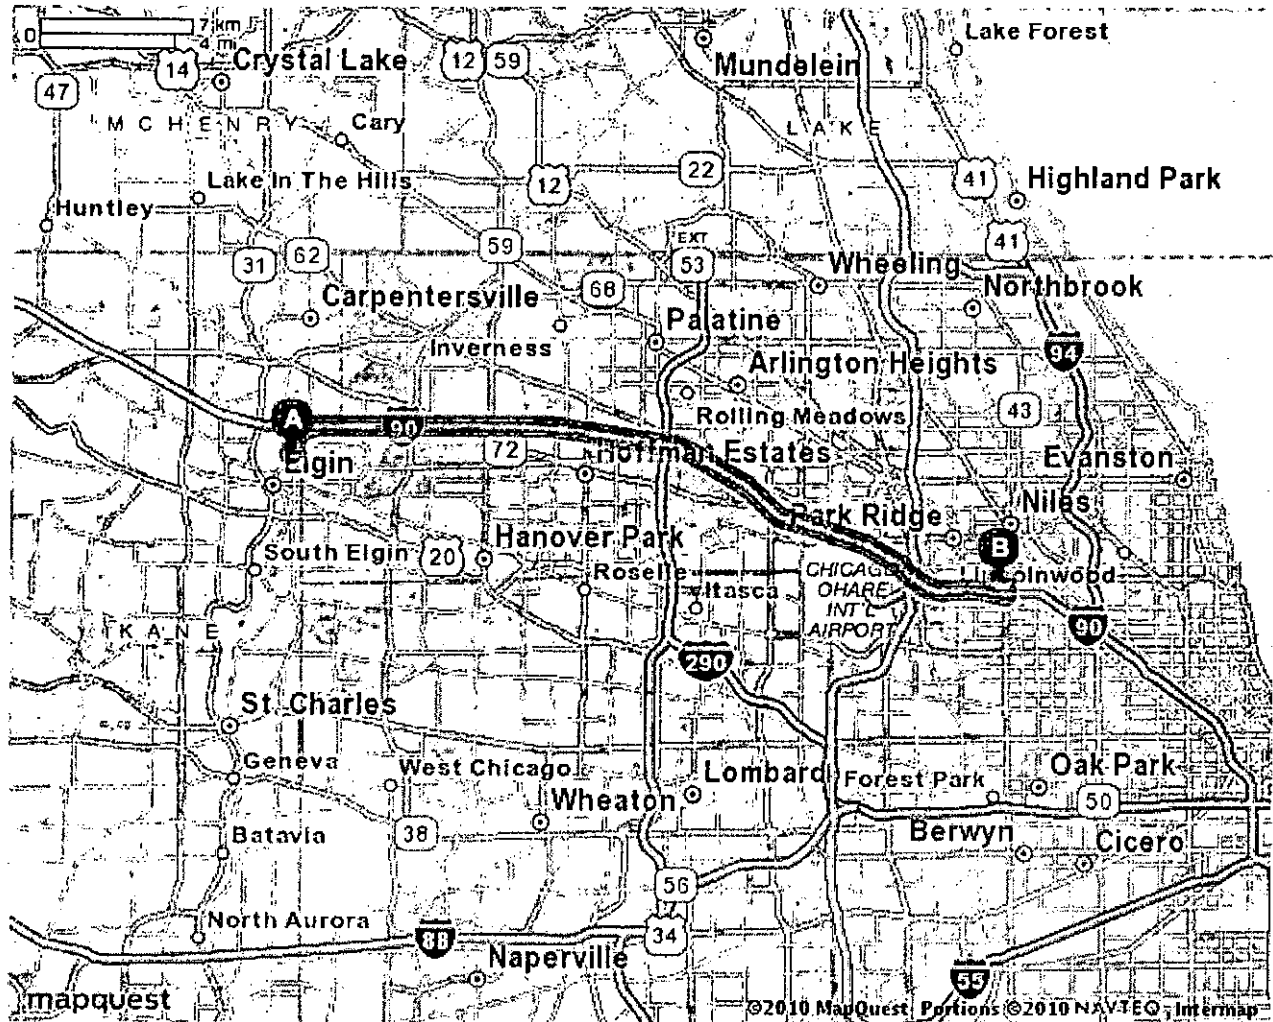 0 7 km
4 mi
Lake Forest
14 Crystal Lake 12 59 Mundelein
47
MCHENRY Cary LAKE
22
Lake In The Hills 12 41 Highland Park
Huntley
31 62 59 EXT 53 41
Wheeling
68 Northbrook
Carpentersville
Palatine
Inverness 94
Arlington Heights
A 90 Rolling Meadows 43
Elgin 72 Hoffman Estates Evanston
Niles
Park Ridge
Hanover Park B
South Elgin 20
Roselle CHICAGO
OHARE
INT'L
AIRPORT
Lincolnwood
Itasca
KANE 90
290
St. Charles
Geneva West Chicago Lombard Forest Park Oak Park
Wheaton 50
Batavia 38 Berwyn Cicero
56
North Aurora
88 34
Naperville 55
mapquest
©2010 MapQuest, Portions ©2010 NAVTEQ, Intermap